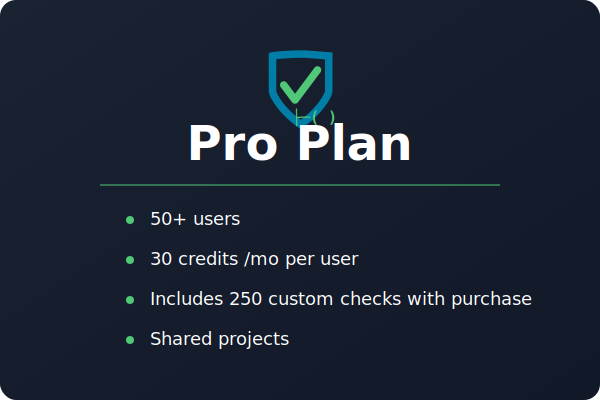 ⊢( )
Pro Plan
50+ users
30 credits /mo per user
Includes 250 custom checks with purchase
Shared projects